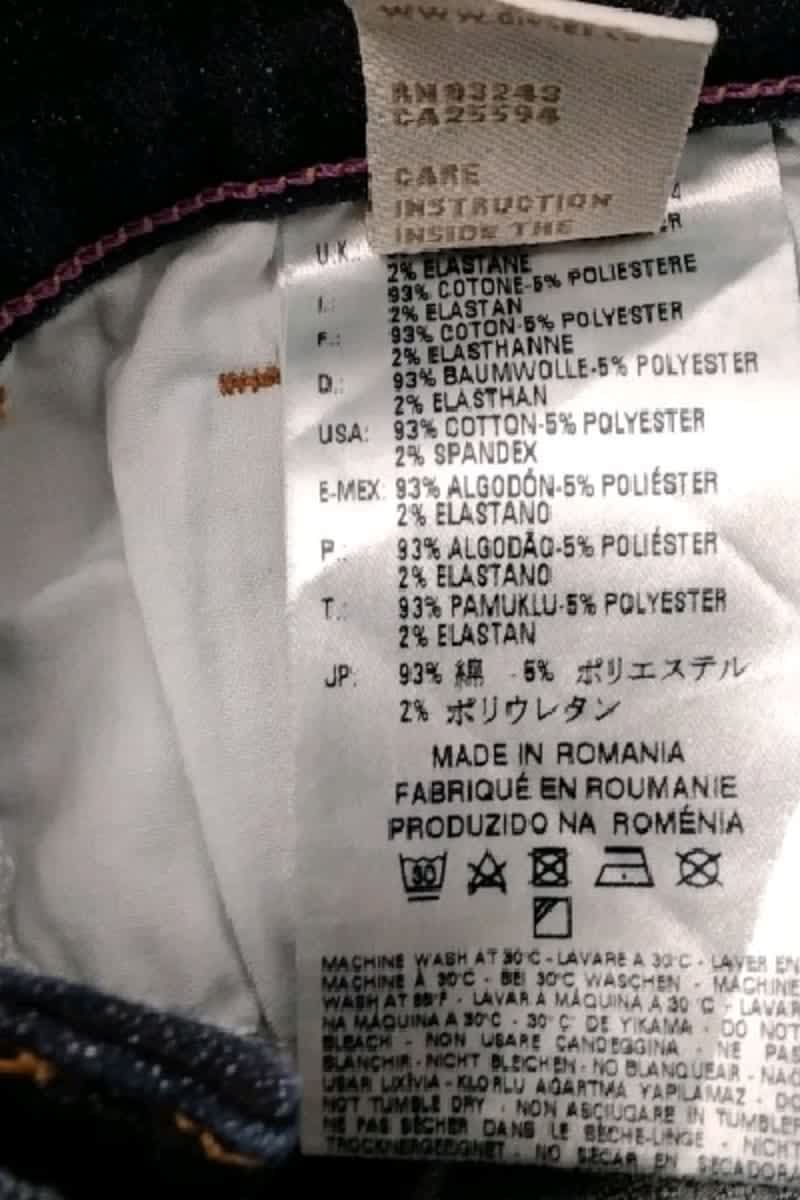 RN93243
CA25594
CARE
INSTRUCTION
INSIDE THE
U.K.:
2% ELASTANE
I.: 93% COTONE-5% POLIESTERE
2% ELASTAN
F.: 93% COTON-5% POLYESTER
2% ELASTHANNE
D.: 93% BAUMWOLLE-5% POLYESTER
2% ELASTHAN
USA: 93% COTTON-5% POLYESTER
2% SPANDEX
E-MEX: 93% ALGODÓN-5% POLIÉSTER
2% ELASTANO
P.: 93% ALGODÃO-5% POLIÉSTER
2% ELASTANO
T.: 93% PAMUKLU-5% POLYESTER
2% ELASTAN
JP: 93% 綿 -5% ポリエステル
2% ポリウレタン
MADE IN ROMANIA
FABRIQUÉ EN ROUMANIE
PRODUZIDO NA ROMÉNIA
30
MACHINE WASH AT 30°C - LAVARE A 30°C - LAVER EN
MACHINE À 30°C - BEI 30°C WASCHEN - MACHINE
WASH AT 86°F - LAVAR A MÁQUINA A 30 °C - LAVAR
NA MÁQUINA A 30°C - 30° C' DE YIKAMA - DO NOT
BLEACH - NON USARE CANDEGGINA - NE PAS
BLANCHIR - NICHT BLEICHEN - NO BLANQUEAR - NÃO
USAR LIXÍVIA - KLORLU AGARTMA YAPILAMAZ - DO
NOT TUMBLE DRY - NON ASCIUGARE IN TUMBLER
NE PAS SÈCHER DANS LE SÈCHE-LINGE - NICHT
TROCKNERGEEIGNET - NO SECAR EN SECADORA